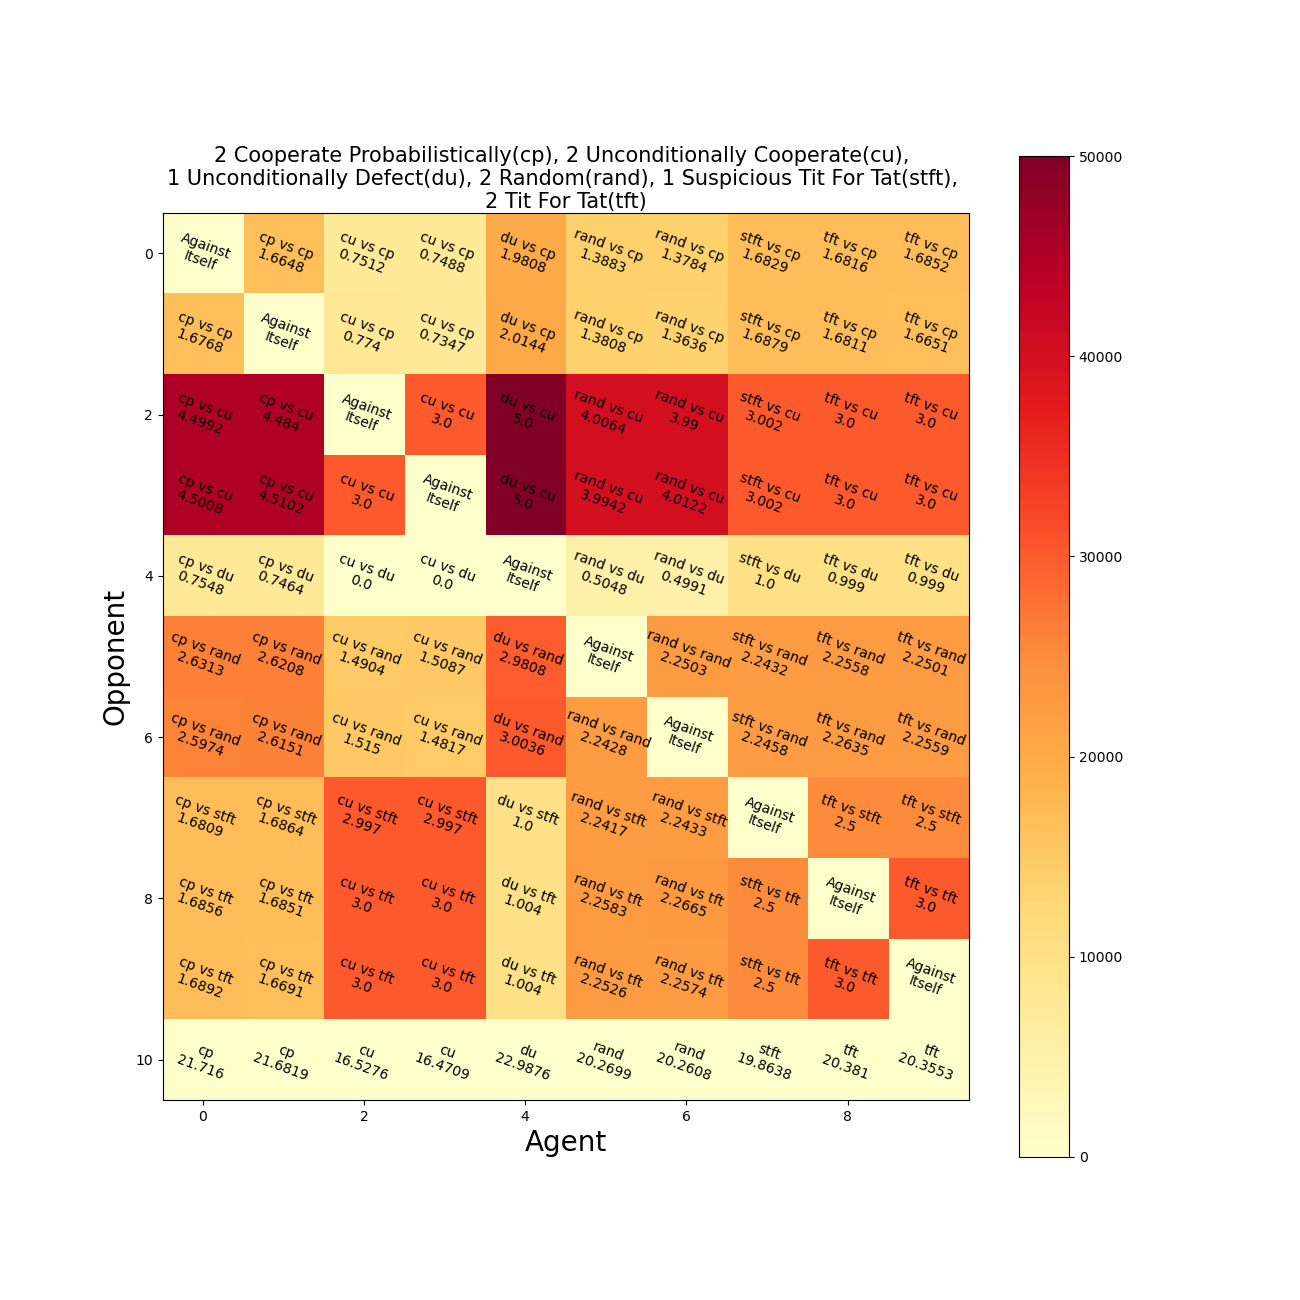 2 Cooperate Probabilistically(cp), 2 Unconditionally Cooperate(cu),
1 Unconditionally Defect(du), 2 Random(rand), 1 Suspicious Tit For Tat(stft),
2 Tit For Tat(tft)
Opponent
0
Against Itself
cp vs cp 1.6648
cu vs cp 0.7512
cu vs cp 0.7488
du vs cp 1.9808
rand vs cp 1.3883
rand vs cp 1.3784
stft vs cp 1.6829
tft vs cp 1.6816
tft vs cp 1.6852
cp vs cp 1.6768
Against Itself
cu vs cp 0.774
cu vs cp 0.7347
du vs cp 2.0144
rand vs cp 1.3808
rand vs cp 1.3636
stft vs cp 1.6879
tft vs cp 1.6811
tft vs cp 1.6651
2
cp vs cu 4.4992
cp vs cu 4.484
Against Itself
cu vs cu 3.0
du vs cu 5.0
rand vs cu 4.0064
rand vs cu 3.99
stft vs cu 3.002
tft vs cu 3.0
tft vs cu 3.0
cp vs cu 4.5008
cp vs cu 4.5102
cu vs cu 3.0
Against Itself
du vs cu 5.0
rand vs cu 3.9942
rand vs cu 4.0122
stft vs cu 3.002
tft vs cu 3.0
tft vs cu 3.0
4
cp vs du 0.7548
cp vs du 0.7464
cu vs du 0.0
cu vs du 0.0
Against Itself
rand vs du 0.5048
rand vs du 0.4991
stft vs du 1.0
tft vs du 0.999
tft vs du 0.999
cp vs rand 2.6313
cp vs rand 2.6208
cu vs rand 1.4904
cu vs rand 1.5087
du vs rand 2.9808
Against Itself
rand vs rand 2.2503
stft vs rand 2.2432
tft vs rand 2.2558
tft vs rand 2.2501
6
cp vs rand 2.5974
cp vs rand 2.6151
cu vs rand 1.515
cu vs rand 1.4817
du vs rand 3.0036
rand vs rand 2.2428
Against Itself
stft vs rand 2.2458
tft vs rand 2.2635
tft vs rand 2.2559
cp vs stft 1.6809
cp vs stft 1.6864
cu vs stft 2.997
cu vs stft 2.997
du vs stft 1.0
rand vs stft 2.2417
rand vs stft 2.2433
Against Itself
tft vs stft 2.5
tft vs stft 2.5
8
cp vs tft 1.6856
cp vs tft 1.6851
cu vs tft 3.0
cu vs tft 3.0
du vs tft 1.004
rand vs tft 2.2583
rand vs tft 2.2665
stft vs tft 2.5
Against Itself
tft vs tft 3.0
cp vs tft 1.6892
cp vs tft 1.6691
cu vs tft 3.0
cu vs tft 3.0
du vs tft 1.004
rand vs tft 2.2526
rand vs tft 2.2574
stft vs tft 2.5
tft vs tft 3.0
Against Itself
10
cp 21.716
cp 21.6819
cu 16.5276
cu 16.4709
du 22.9876
rand 20.2699
rand 20.2608
stft 19.8638
tft 20.381
tft 20.3553
0 2 4 6 8
Agent
50000
40000
30000
20000
10000
0